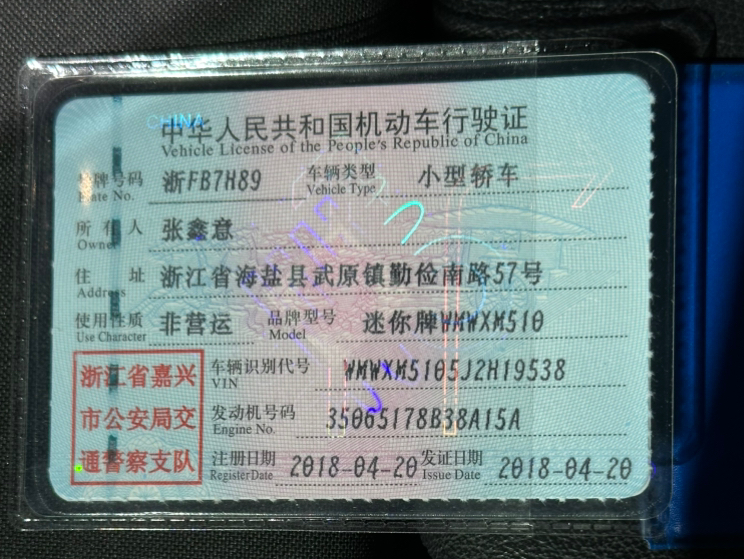 CHINA
中华人民共和国机动车行驶证
Vehicle License of the People's Republic of China
号牌号码 浙FB7H89 车辆类型 小型轿车
Plate No. Vehicle Type
所有人 张鑫意
Owner
住址 浙江省海盐县武原镇勤俭南路57号
Address
使用性质 非营运 品牌型号 迷你牌WMWXM510
Use Character Model
浙江省嘉兴
市公安局交
通警察支队
车辆识别代号 WMWXM5105J2H19538
VIN
发动机号码 35065178B38A15A
Engine No.
注册日期 2018-04-20 发证日期 2018-04-20
Register Date Issue Date